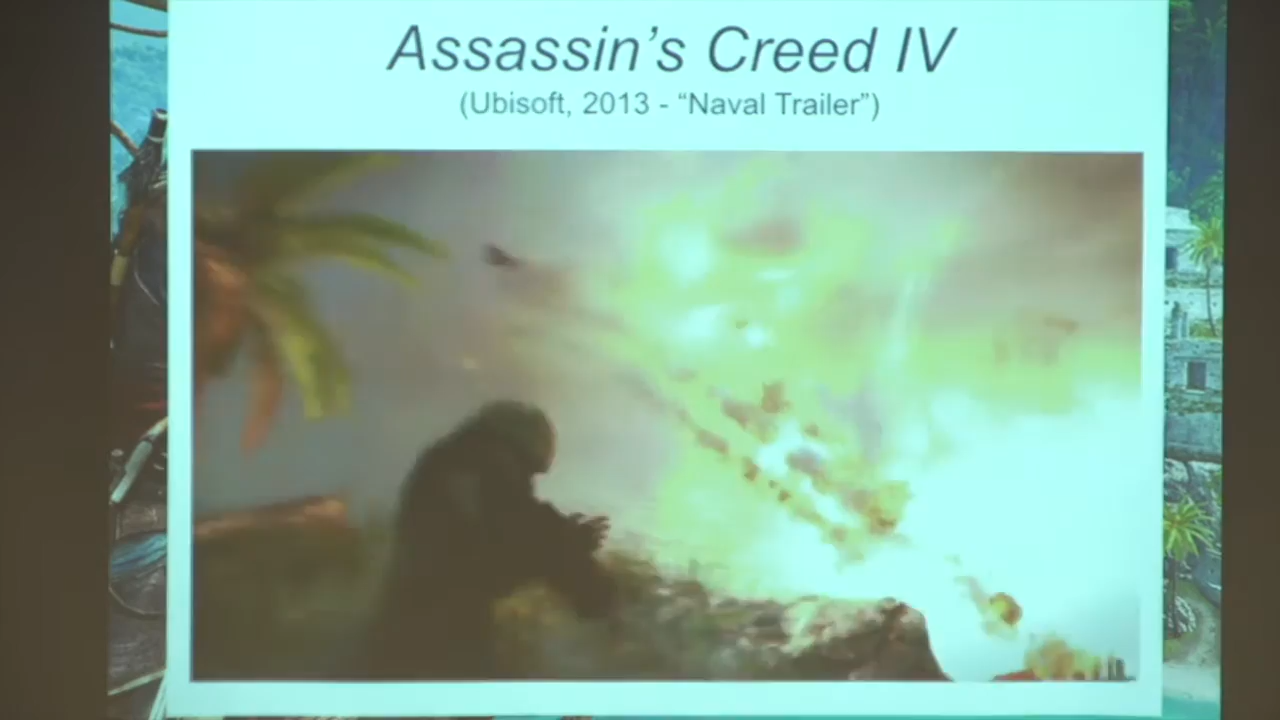 Assassin's Creed IV
(Ubisoft, 2013 - “Naval Trailer”)